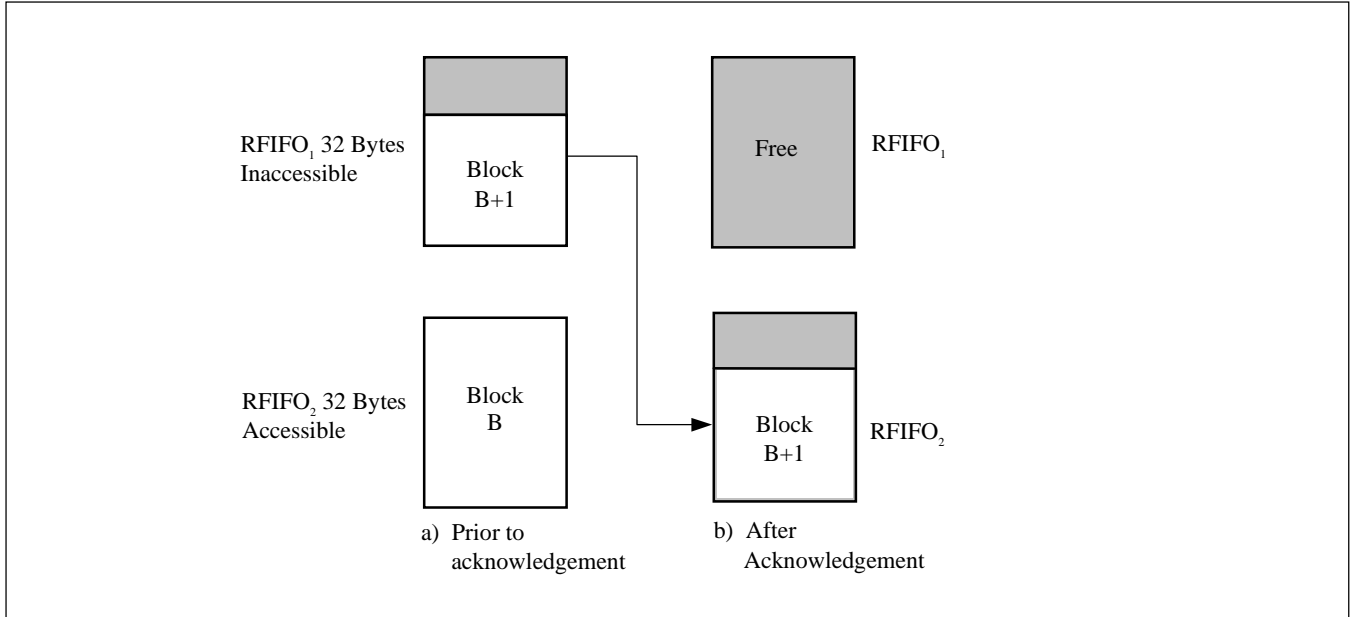 RFIFO₁ 32 Bytes
Inaccessible
Block
B+1
Free
RFIFO₁
RFIFO₂ 32 Bytes
Accessible
Block
B
Block
B+1
RFIFO₂
a) Prior to
acknowledgement
b) After
Acknowledgement